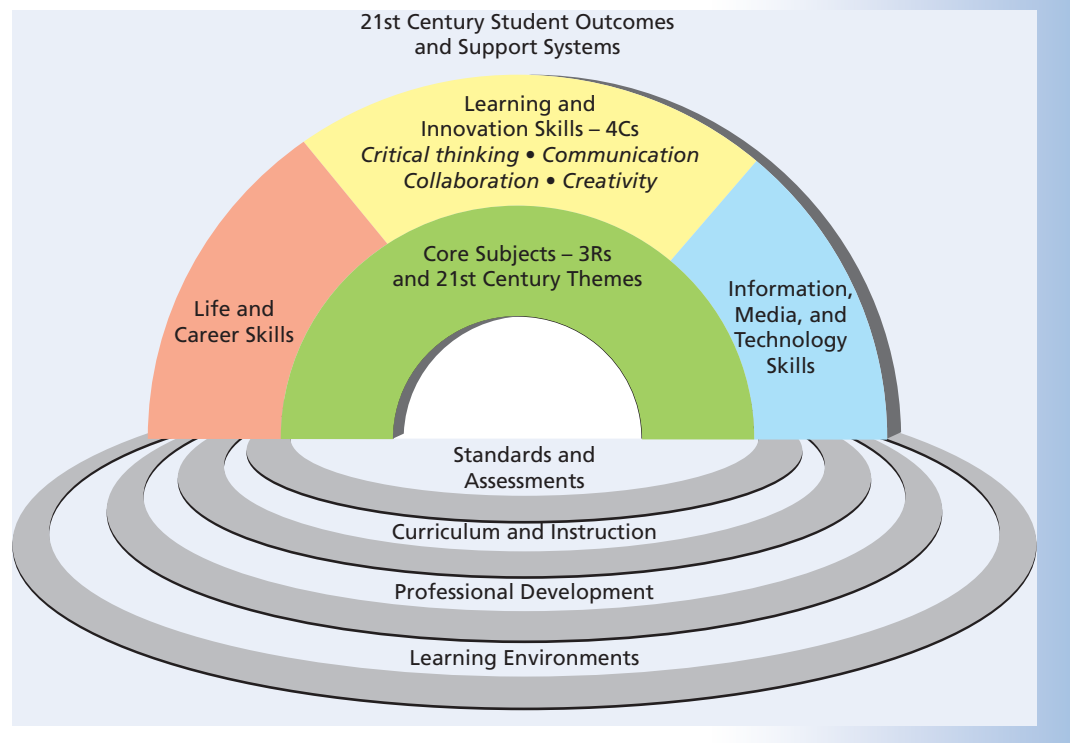 21st Century Student Outcomes
and Support Systems
Learning and
Innovation Skills – 4Cs
Critical thinking • Communication
Collaboration • Creativity
Core Subjects – 3Rs
and 21st Century Themes
Life and
Career Skills
Information,
Media, and
Technology
Skills
Standards and
Assessments
Curriculum and Instruction
Professional Development
Learning Environments